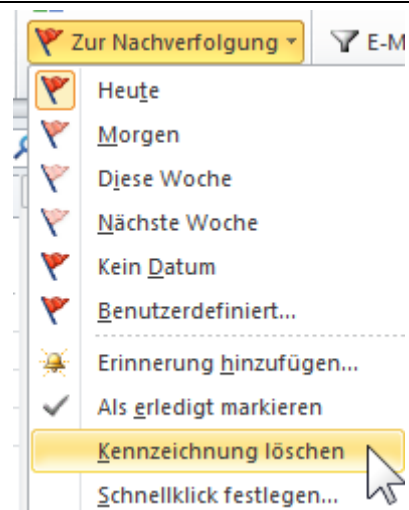 Zur Nachverfolgung E-M
Heute
Morgen
Diese Woche
Nächste Woche
Kein Datum
Benutzerdefiniert...
Erinnerung hinzufügen...
Als erledigt markieren
Kennzeichnung löschen
Schnellklick festlegen...